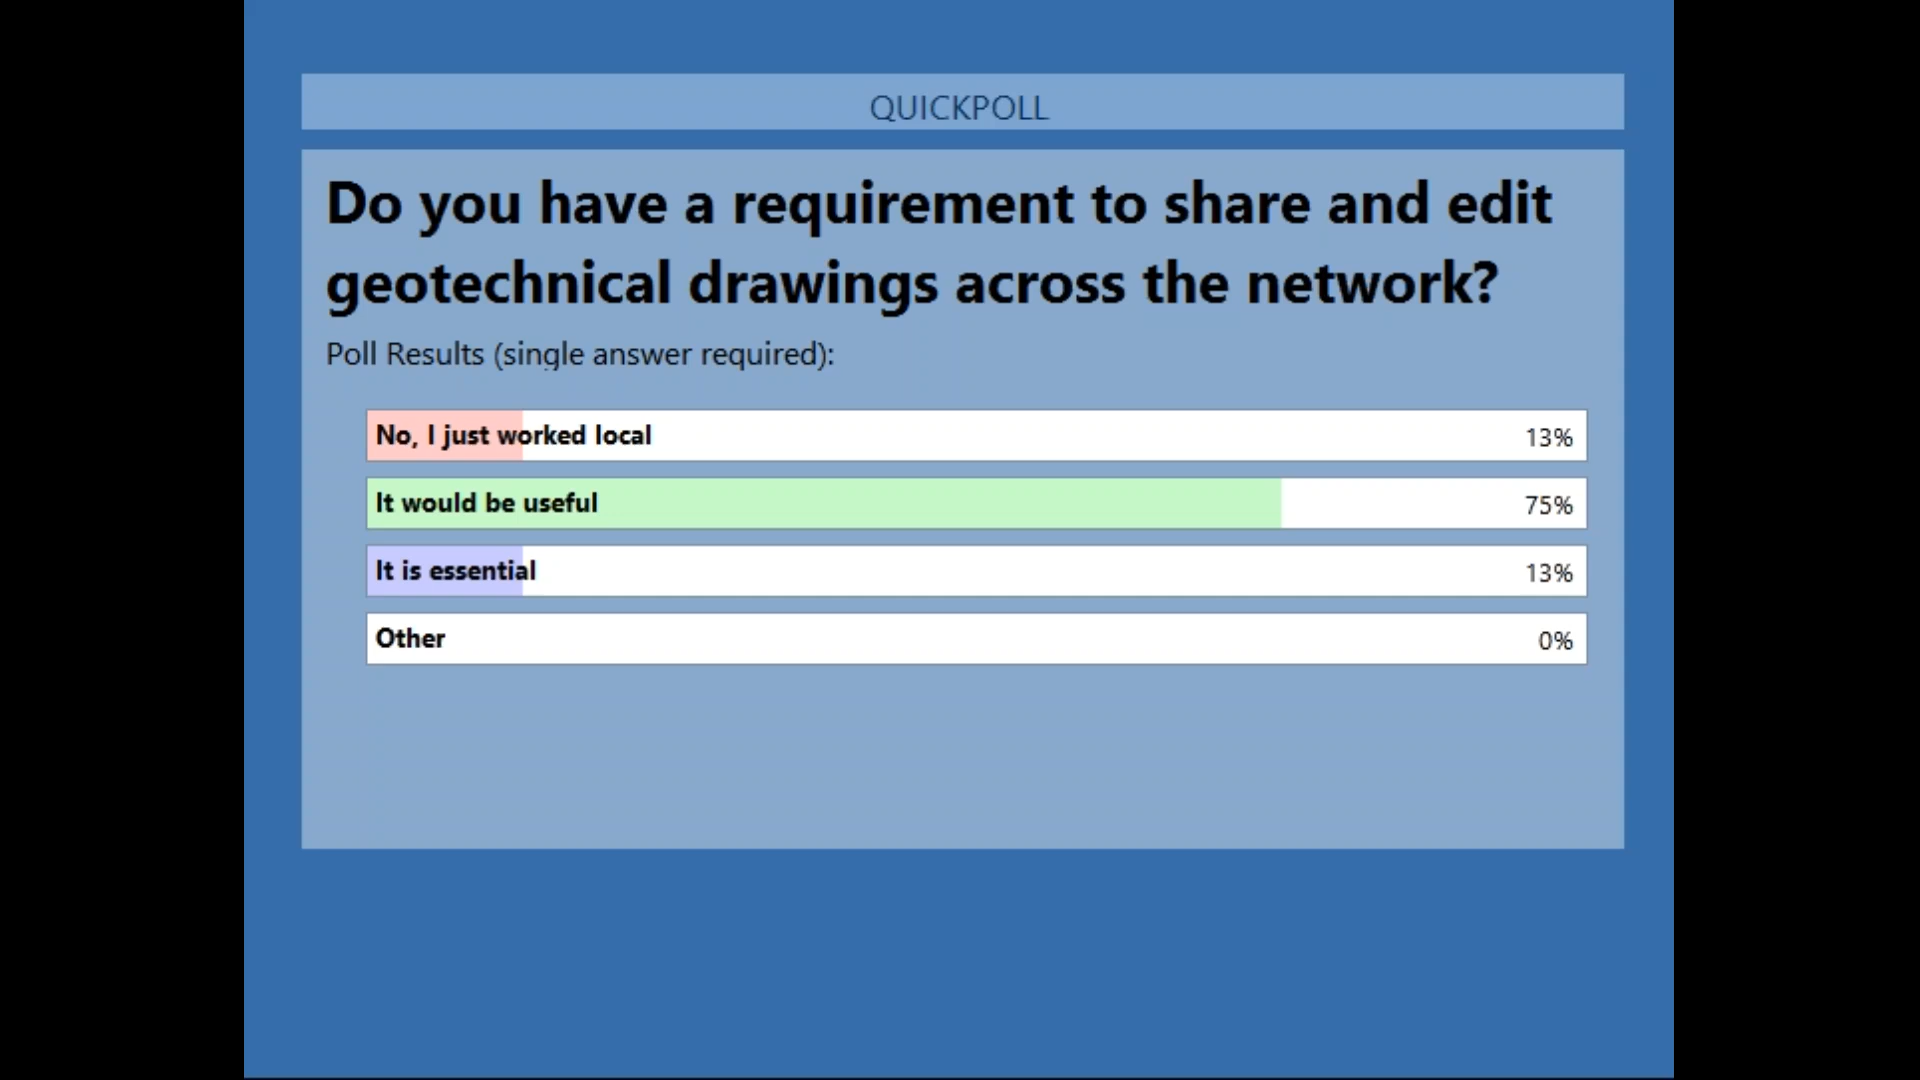 QUICKPOLL
Do you have a requirement to share and edit
geotechnical drawings across the network?
Poll Results (single answer required):
No, I just worked local 13%
It would be useful 75%
It is essential 13%
Other 0%